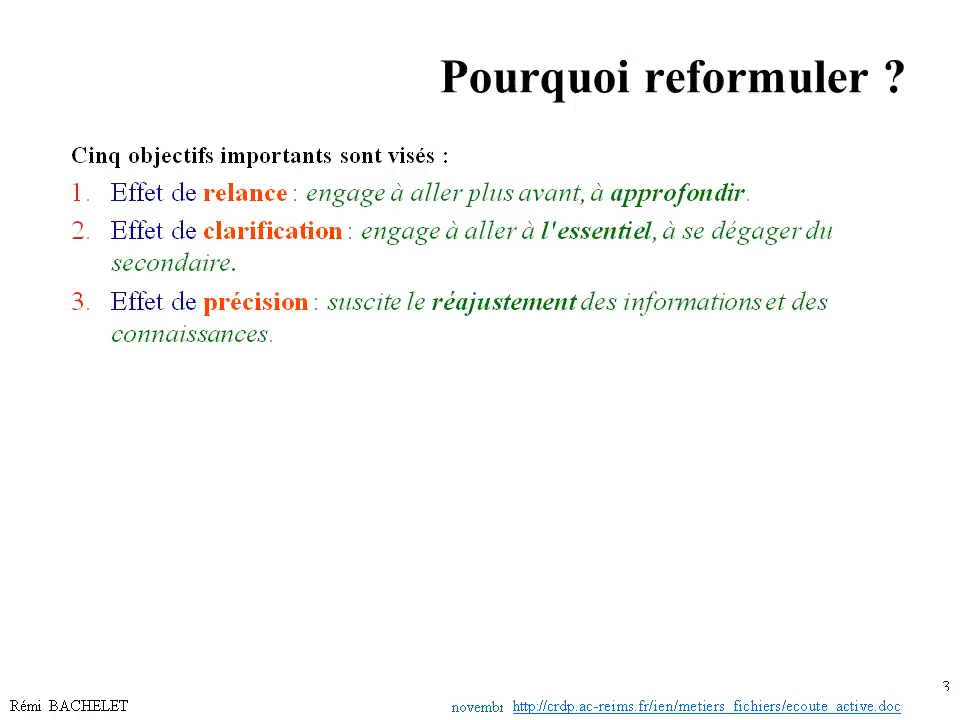 Pourquoi reformuler ?
Cinq objectifs importants sont visés :
1. Effet de relance : engage à aller plus avant, à approfondir.
2. Effet de clarification : engage à aller à l'essentiel, à se dégager du
secondaire.
3. Effet de précision : suscite le réajustement des informations et des
connaissances.
3
Rémi BACHELET
novembr http://crdp.ac-reims.fr/ien/metiers_fichiers/ecoute_active.doc